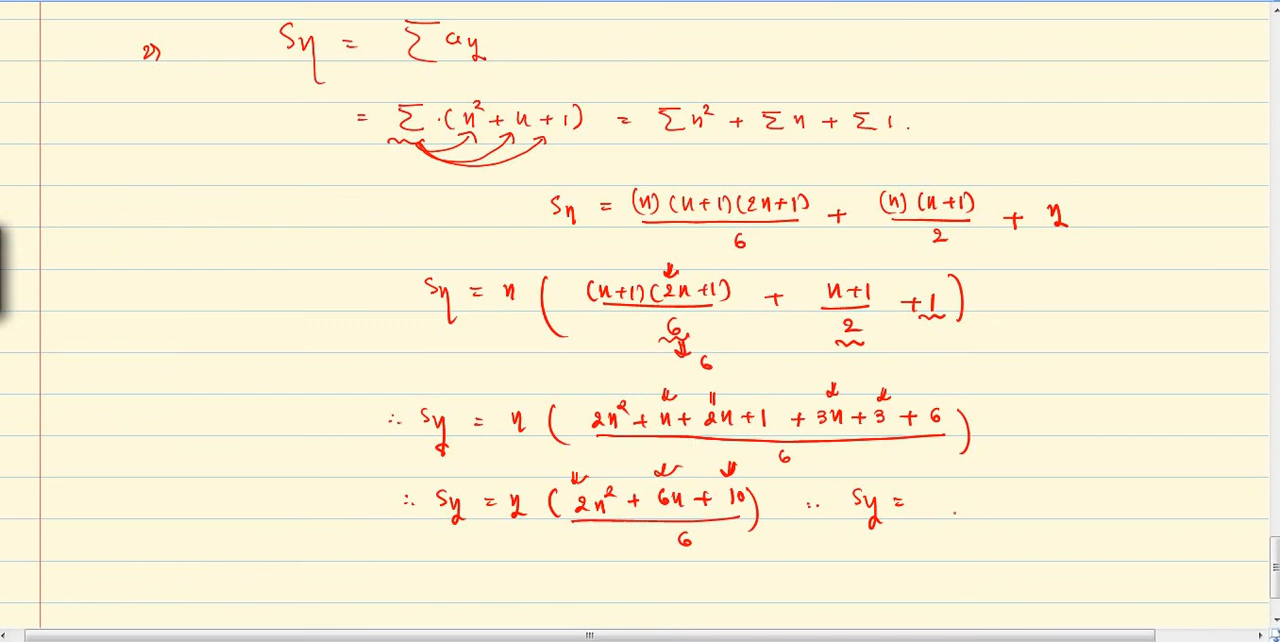 2) Sn = Σ an
= Σ · (n² + n + 1) = Σn² + Σn + Σ1.
Sn = (n)(n+1)(2n+1)/6 + (n)(n+1)/2 + n
Sn = n ( (n+1)(2n+1)/6 + n+1/2 + 1 )
6
∴ Sn = n ( 2n² + n + 2n + 1 + 3n + 3 + 6 / 6 )
∴ Sn = n ( 2n² + 6n + 10 / 6 ) ∴ Sn =